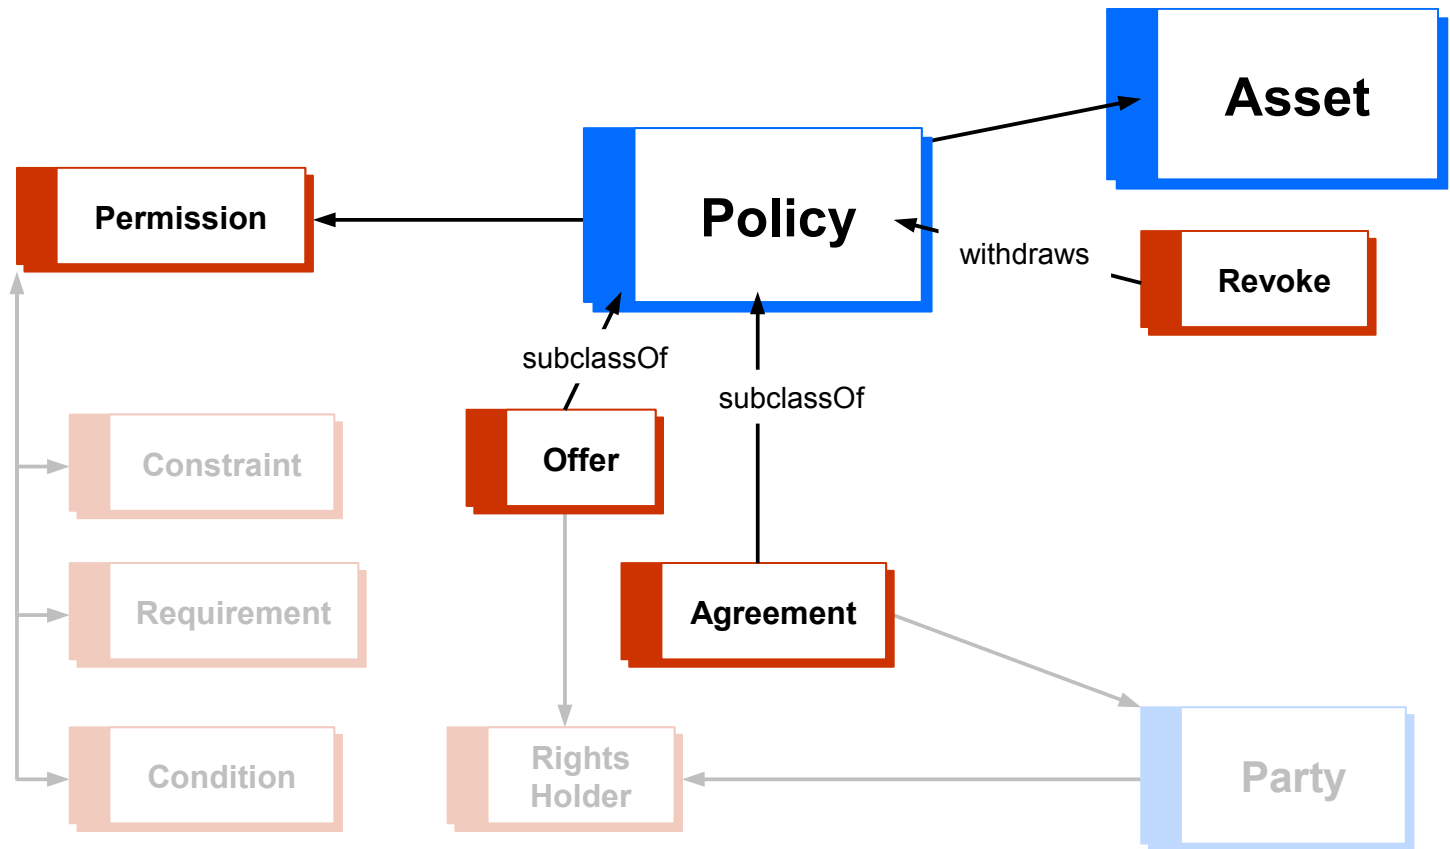 Asset
Permission
Policy
withdraws
Revoke
subclassOf
subclassOf
Constraint
Offer
Requirement
Agreement
Condition
Rights
Holder
Party